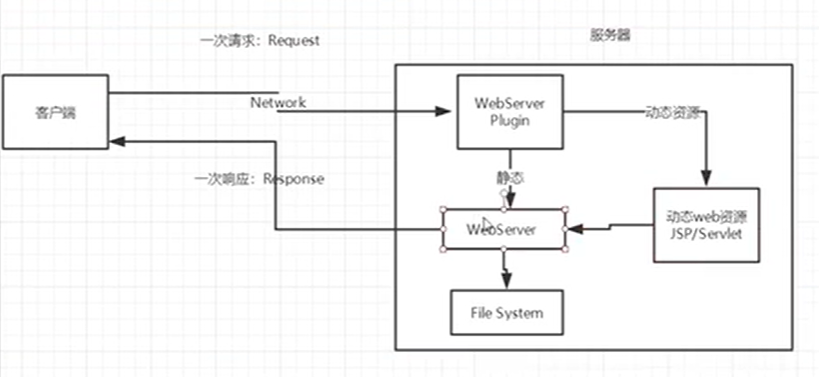 一次请求：Request
服务器
客户端
Network
WebServer
Plugin
动态资源
一次响应：Response
静态
动态web资源
JSP/Servlet
WebServer
File System